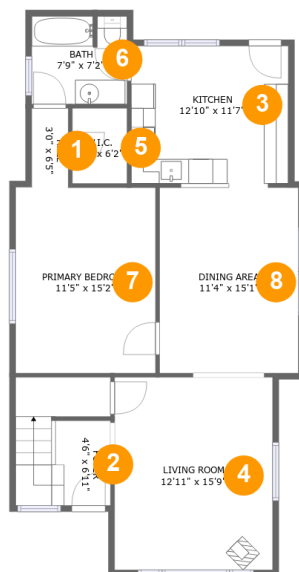 BATH
7'9" x 7'2"
6
KITCHEN
12'10" x 11'7"
3
3'0" x 6'5"
1
I.C.
x 6'2"
5
PRIMARY BEDRO
11'5" x 15'2"
7
DINING AREA
11'4" x 15'1"
8
4'6" x 6'11"
2
LIVING ROOM
12'11" x 15'9"
4